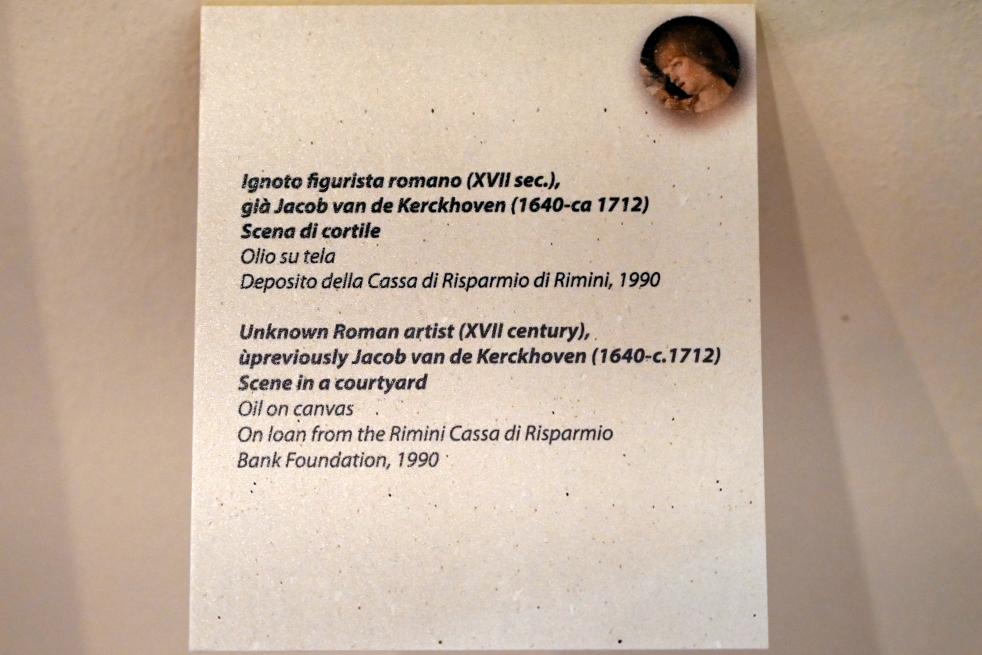 Ignoto figurista romano (XVII sec.),
già Jacob van de Kerckhoven (1640-ca 1712)
Scena di cortile
Olio su tela
Deposito della Cassa di Risparmio di Rimini, 1990
Unknown Roman artist (XVII century),
ùpreviously Jacob van de Kerckhoven (1640-c.1712)
Scene in a courtyard
Oil on canvas
On loan from the Rimini Cassa di Risparmio
Bank Foundation, 1990